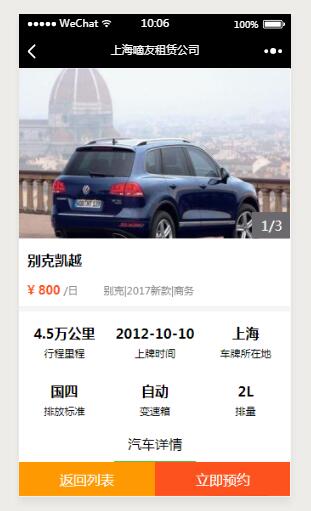 WeChat 10:06 100%
上海嘀友租赁公司
1/3
别克凯越
¥ 800 /日 别克|2017新款|商务
4.5万公里 2012-10-10 上海
行程里程 上牌时间 车牌所在地
国四 自动 2L
排放标准 变速箱 排量
汽车详情
返回列表 立即预约